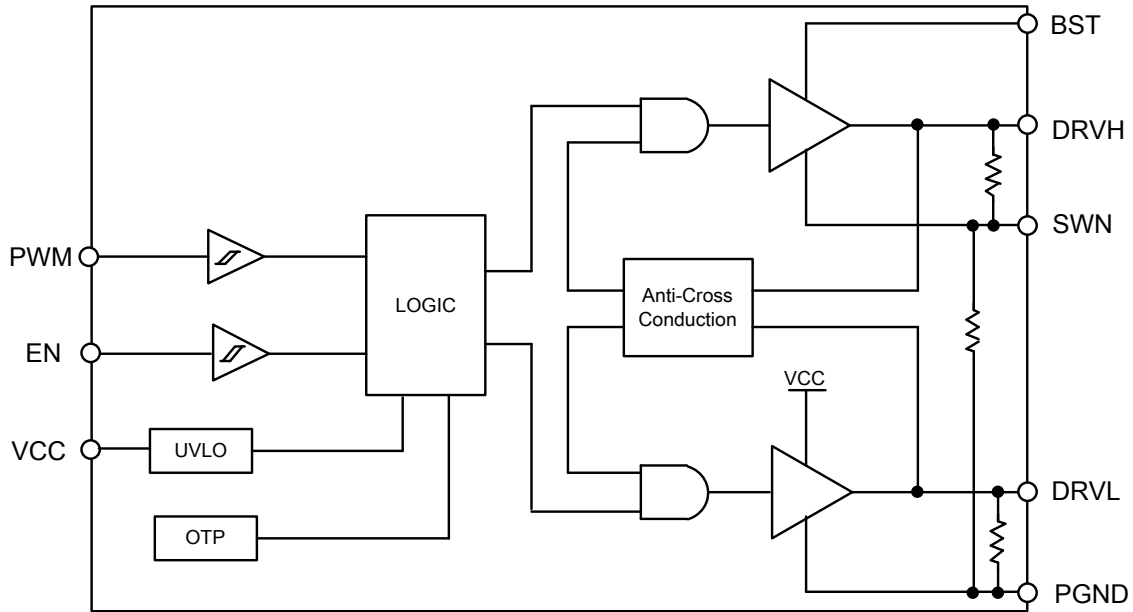 BST
DRVH
SWN
PWM
LOGIC
Anti-Cross
Conduction
EN
VCC
VCC
UVLO
DRVL
OTP
PGND